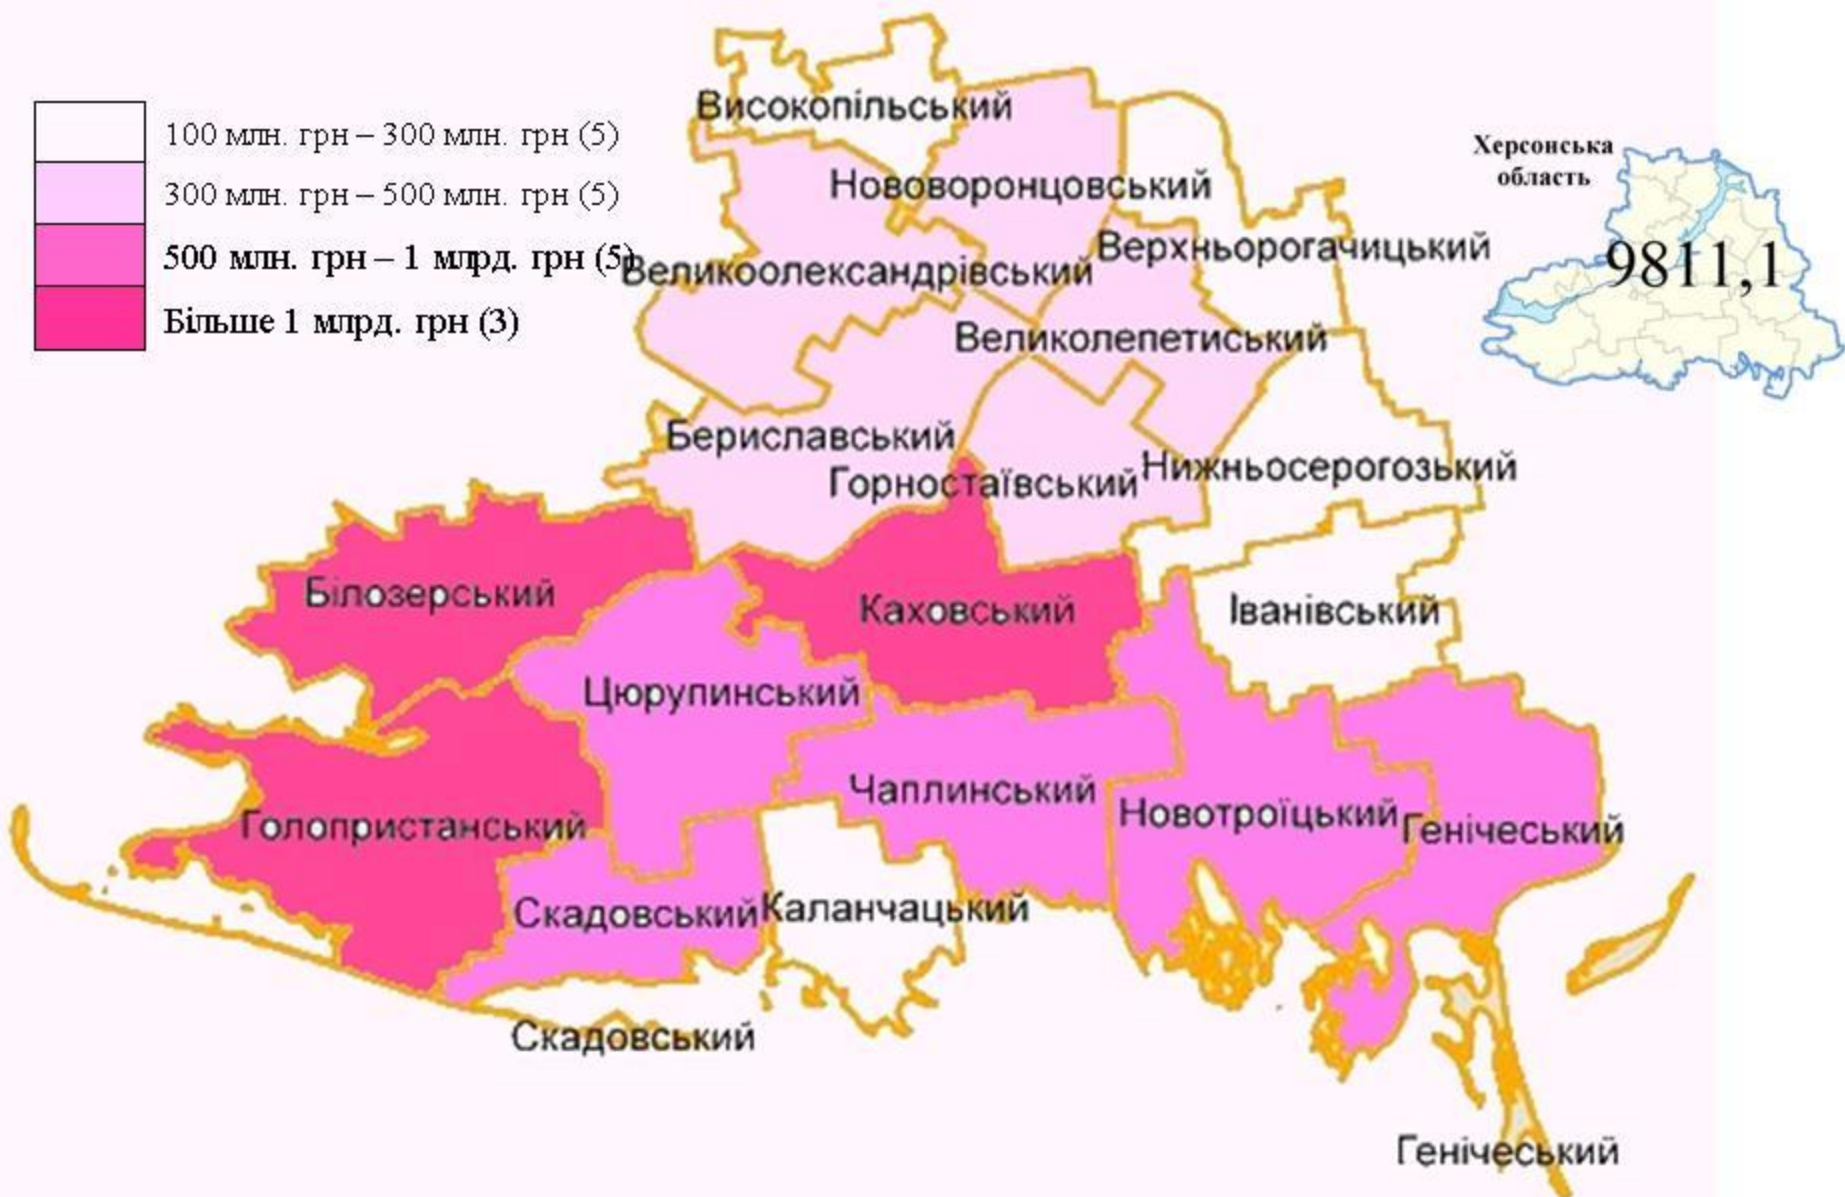 100 млн. грн – 300 млн. грн (5)
300 млн. грн – 500 млн. грн (5)
500 млн. грн – 1 млрд. грн (5)
Більше 1 млрд. грн (3)
Херсонська
область
9811,1
Високопільський
Нововоронцовський
Верхньорогачицький
Великоолександрівський
Великолепетиський
Бериславський
Горностаївський
Нижньосерогозький
Білозерський
Каховський
Іванівський
Цюрупинський
Чаплинський
Новотроїцький
Генічеський
Голопристанський
Скадовський
Каланчацький
Скадовський
Генічеський